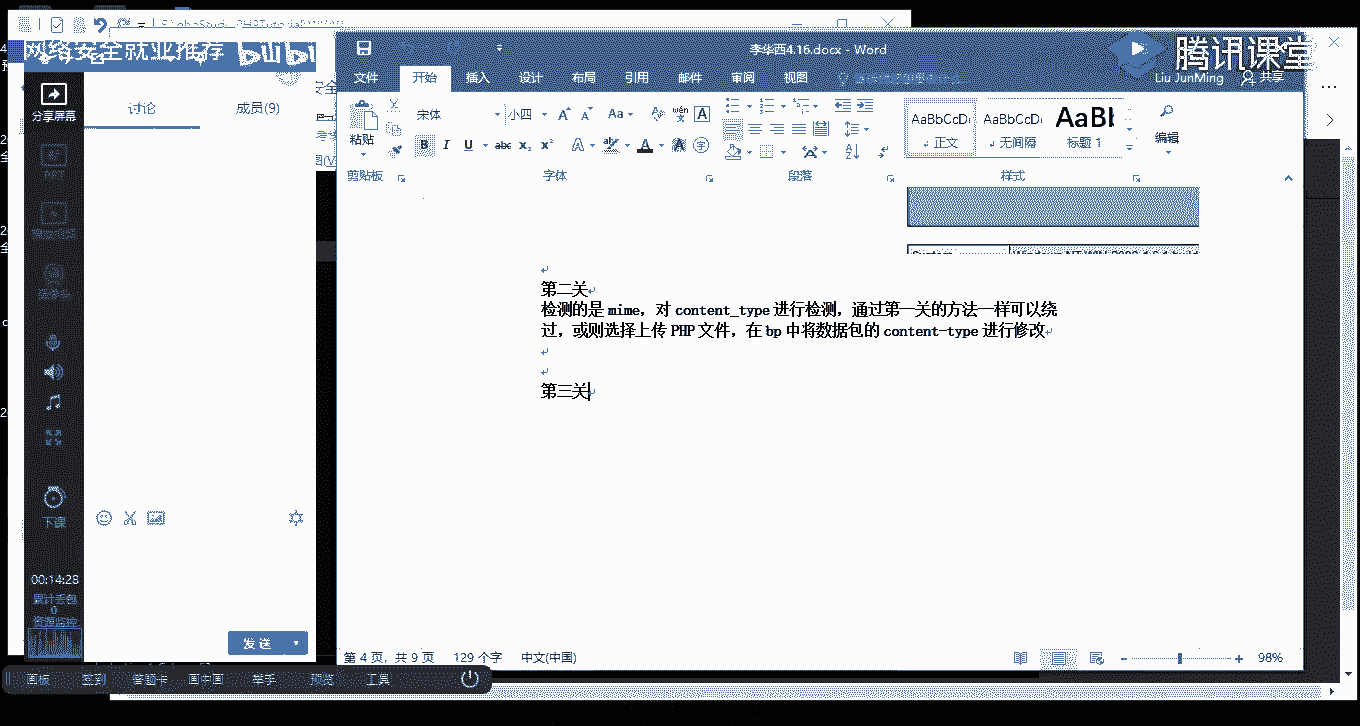 网络安全就业推荐 bilibi
李华西4.16.docx - Word
腾讯课堂
Liu JunMing 共享
文件 开始 插入 设计 布局 引用 邮件 审阅 视图
分享屏幕
讨论 成员(9)
粘贴
宋体 小四
AaBbCcD AaBbCcD AaBb
正文 无间隔 标题 1
编辑
剪贴板 字体 段落 样式
第二关
检测的是 mime，对 content_type 进行检测，通过第一关的方法一样可以绕
过，或则选择上传 PHP 文件，在 bp 中将数据包的 content-type 进行修改
第三关
下课
00:14:28
累计丢包
0
资源监控
发送
第 4 页，共 9 页 129 个字 中文(中国) 98%
画板 签到 答题卡 画中画 举手 预览 工具